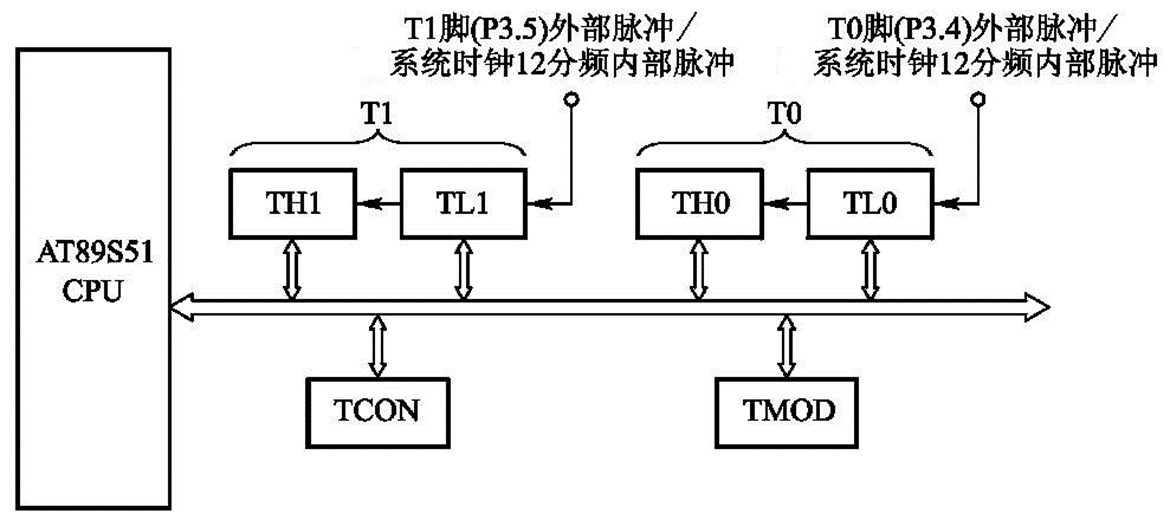 T1脚(P3.5)外部脉冲/
系统时钟12分频内部脉冲
T0脚(P3.4)外部脉冲/
系统时钟12分频内部脉冲
T1
T0
TH1
TL1
TH0
TL0
AT89S51
CPU
TCON
TMOD